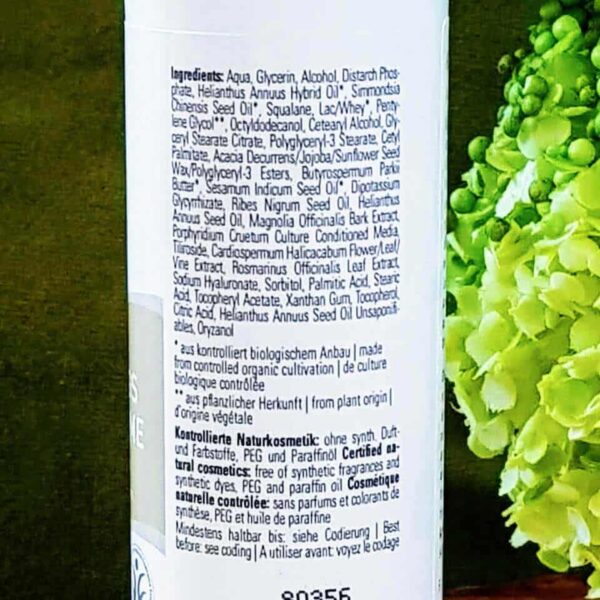 Ingredients: Aqua, Glycerin, Alcohol, Distarch Phos-
phate, Helianthus Annuus Hybrid Oil*, Simmondsia
Chinensis Seed Oil*, Squalane, Lac/Whey*, Penty-
lene Glycol**, Octyldodecanol, Cetearyl Alcohol, Gly-
ceryl Stearate Citrate, Polyglyceryl-3 Stearate, Cetyl
Palmitate, Acacia Decurrens/Jojoba/Sunflower Seed
Wax/Polyglyceryl-3 Esters, Butyrospermum Parkii
Butter*, Sesamum Indicum Seed Oil*, Dipotassium
Glycyrrhizate, Ribes Nigrum Seed Oil, Helianthus
Annuus Seed Oil, Magnolia Officinalis Bark Extract,
Porphyridium Cruetum Culture Conditioned Media,
Tiliroside, Cardiospermum Halicacabum Flower/Leaf/
Vine Extract, Rosmarinus Officinalis Leaf Extract,
Sodium Hyaluronate, Sorbitol, Palmitic Acid, Stearic
Acid, Tocopheryl Acetate, Xanthan Gum, Tocopherol,
Citric Acid, Helianthus Annuus Seed Oil Unsaponifi-
ables, Oryzanol
* aus kontrolliert biologischem Anbau | made
from controlled organic cultivation | de culture
biologique contrôlée
** aus pflanzlicher Herkunft | from plant origin |
d'origine végétale
Kontrollierte Naturkosmetik: ohne synth. Duft-
und Farbstoffe, PEG und Paraffinöl Certified na-
tural cosmetics: free of synthetic fragrances and
synthetic dyes, PEG and paraffin oil Cosmétique
naturelle contrôlée: sans parfums et colorants de
synthèse, PEG et huile de paraffine
Mindestens haltbar bis: siehe Codierung | Best
before: see coding | A utiliser avant: voyez le codage
80356